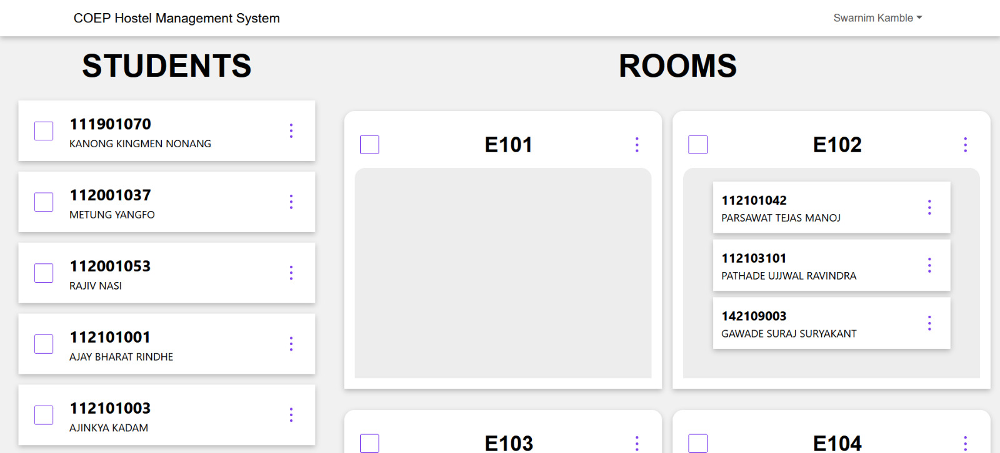 COEP Hostel Management System
Swarnim Kamble
STUDENTS
ROOMS
111901070
KANONG KINGMEN NONANG
112001037
METUNG YANGFO
112001053
RAJIV NASI
112101001
AJAY BHARAT RINDHE
112101003
AJINKYA KADAM
E101
E102
112101042
PARSAWAT TEJAS MANOJ
112103101
PATHADE UJJWAL RAVINDRA
142109003
GAWADE SURAJ SURYAKANT
E103
E104